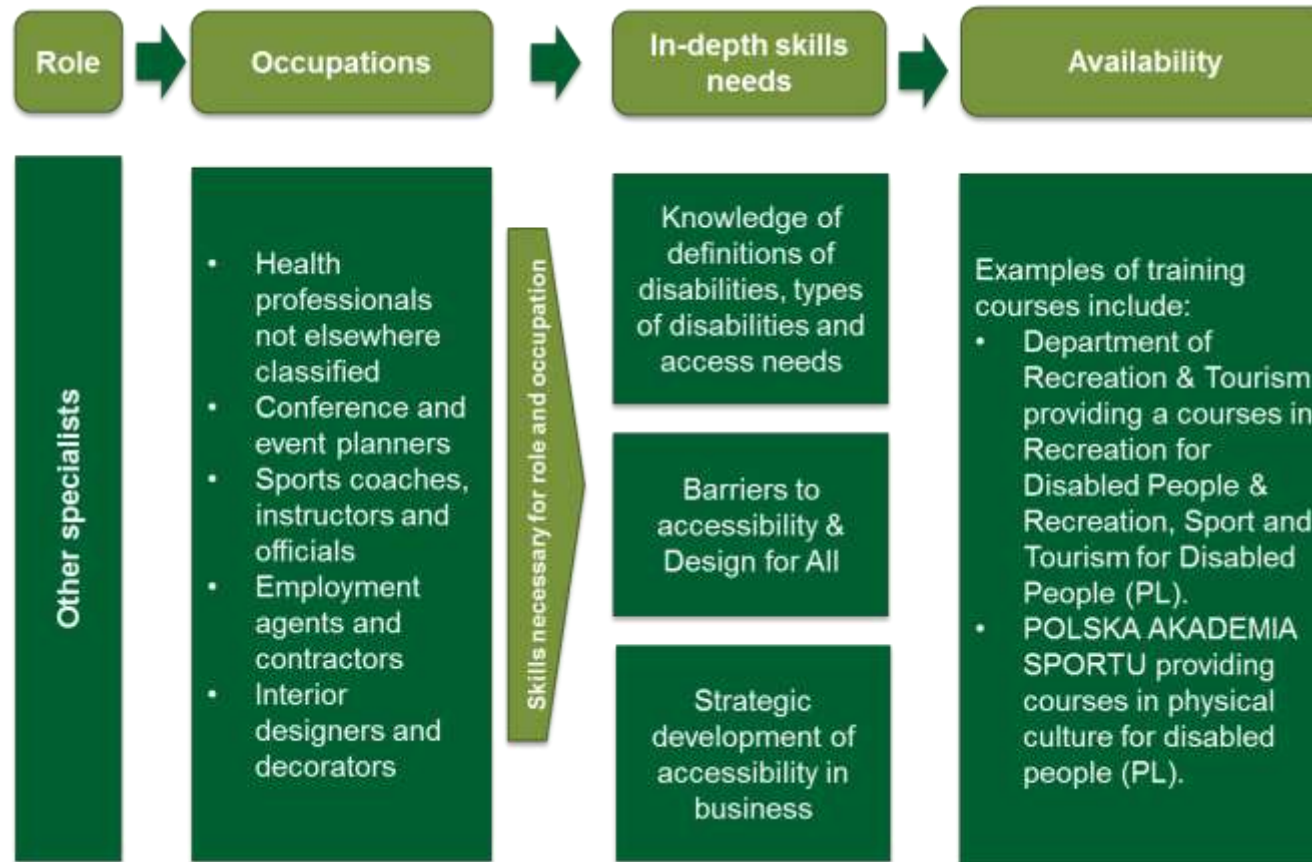 Role
Occupations
In-depth skills
needs
Availability
Other specialists
• Health
professionals
not elsewhere
classified
• Conference and
event planners
• Sports coaches,
instructors and
officials
• Employment
agents and
contractors
• Interior
designers and
decorators
Skills necessary for role and occupation
Knowledge of
definitions of
disabilities, types
of disabilities and
access needs
Barriers to
accessibility &
Design for All
Strategic
development of
accessibility in
business
Examples of training
courses include:
• Department of
Recreation & Tourism
providing a courses in
Recreation for
Disabled People &
Recreation, Sport and
Tourism for Disabled
People (PL).
• POLSKA AKADEMIA
SPORTU providing
courses in physical
culture for disabled
people (PL).